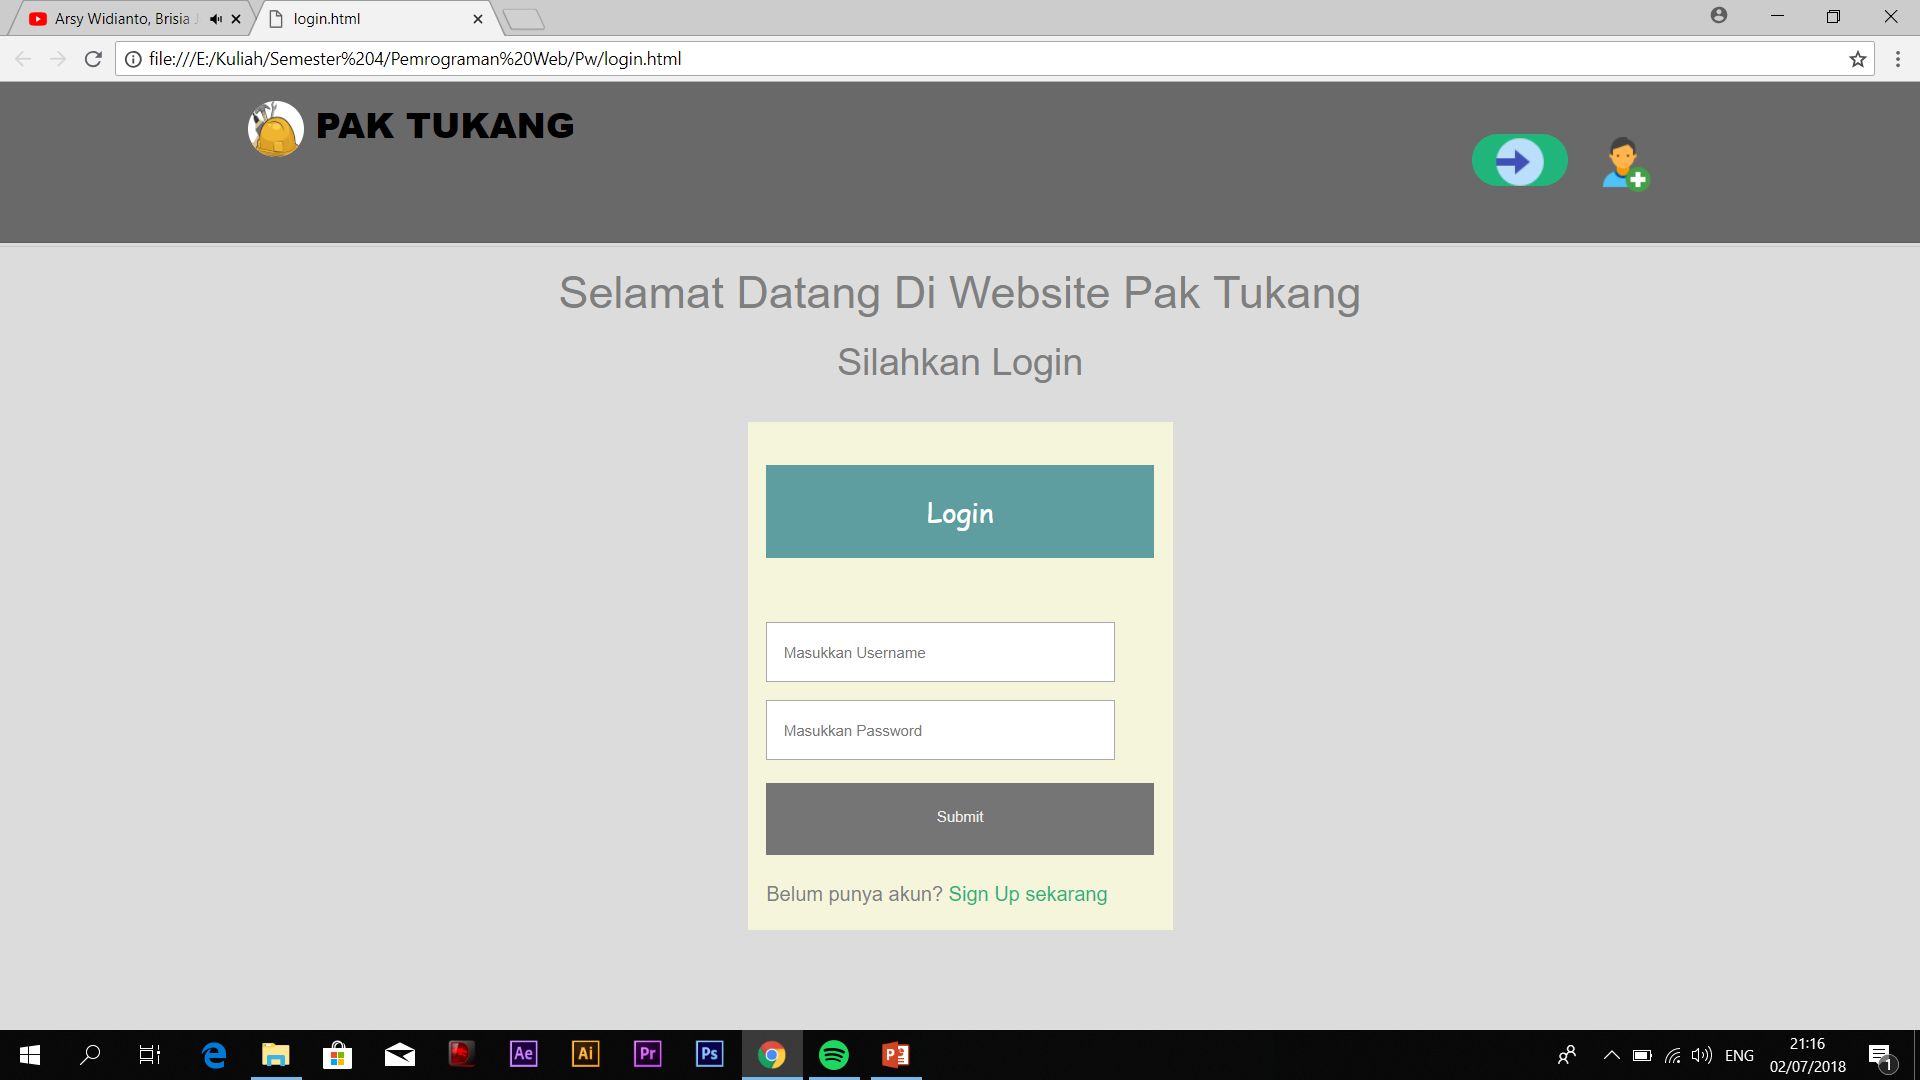 Arsy Widianto, Brisia J
login.html
file:///E:/Kuliah/Semester%204/Pemrograman%20Web/Pw/login.html
PAK TUKANG
Selamat Datang Di Website Pak Tukang
Silahkan Login
Login
Masukkan Username
Masukkan Password
Submit
Belum punya akun? Sign Up sekarang
Ae
Ai
Pr
Ps
P
ENG
21:16
02/07/2018
1